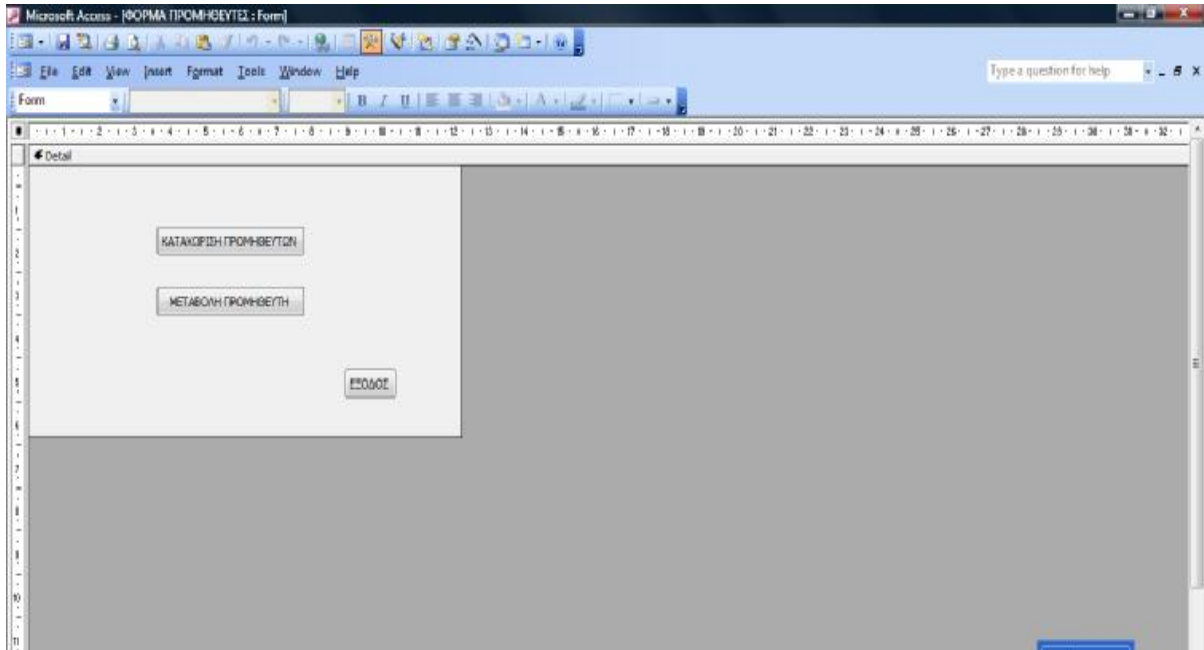 Microsoft Access - [ΦΟΡΜΑ ΠΡΟΜΗΘΕΥΤΕΣ : Form]
File Edit View Insert Format Tools Window Help
Type a question for help
Form
B I U
Detail
ΚΑΤΑΧΩΡΙΣΗ ΠΡΟΜΗΘΕΥΤΩΝ
ΜΕΤΑΒΟΛΗ ΠΡΟΜΗΘΕΥΤΗ
ΕΞΟΔΟΣ